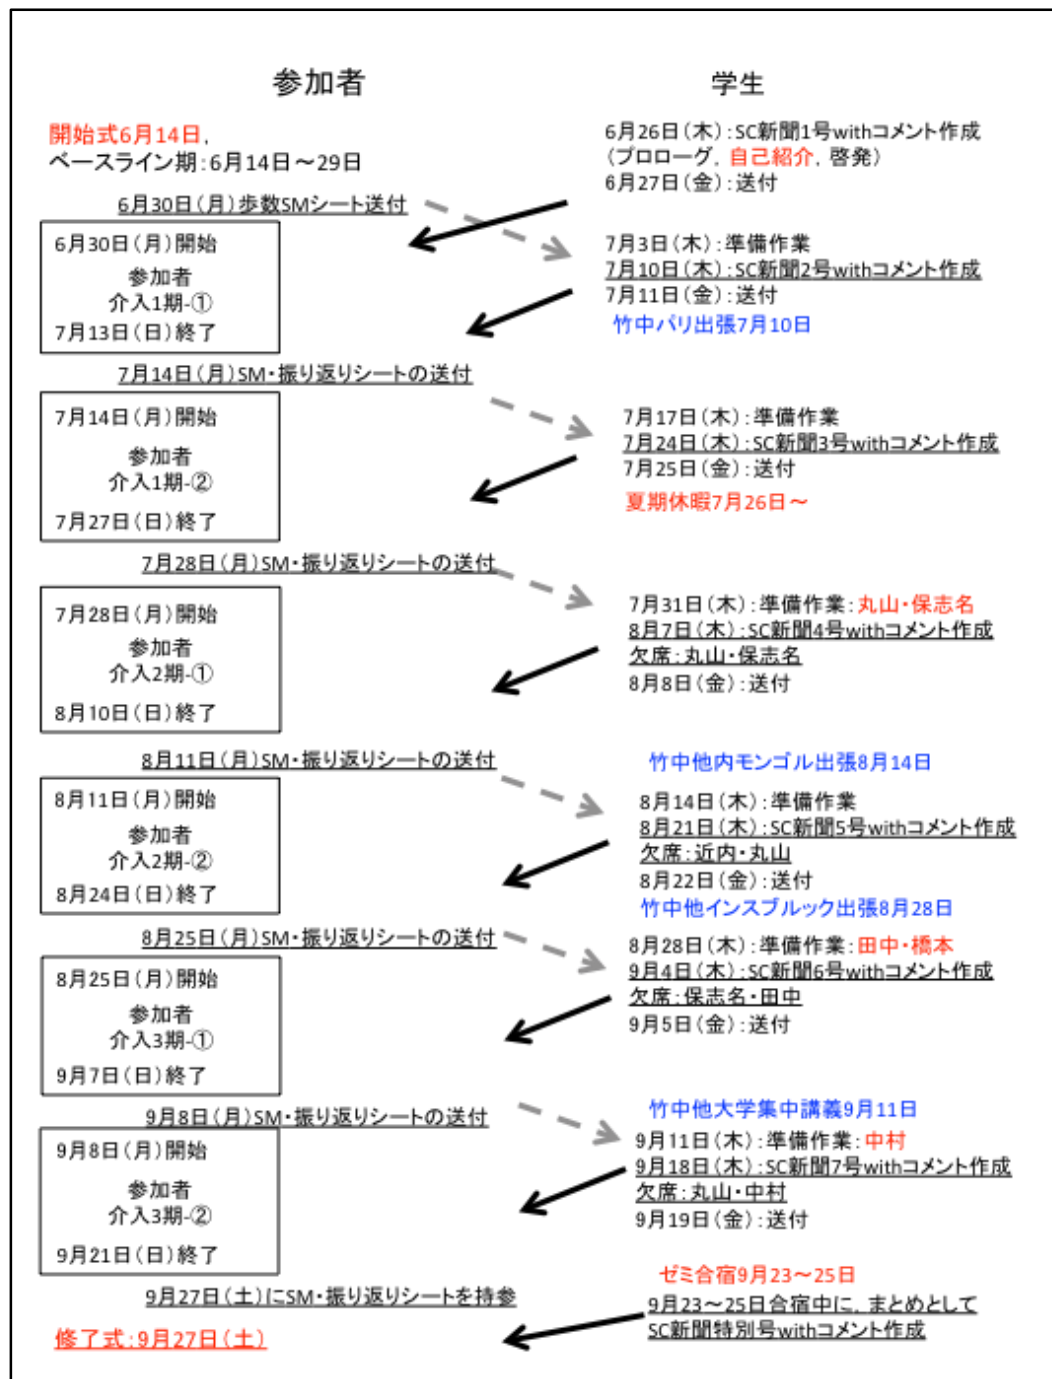 参加者
学生
開始式6月14日,
ベースライン期:6月14日～29日
6月26日(木):SC新聞1号withコメント作成
(プロローグ, 自己紹介, 啓発)
6月27日(金):送付
6月30日(月)歩数SMシート送付
6月30日(月)開始
参加者
介入1期-①
7月13日(日)終了
7月3日(木):準備作業
7月10日(木):SC新聞2号withコメント作成
7月11日(金):送付
竹中パリ出張7月10日
7月14日(月)SM・振り返りシートの送付
7月14日(月)開始
参加者
介入1期-②
7月27日(日)終了
7月17日(木):準備作業
7月24日(木):SC新聞3号withコメント作成
7月25日(金):送付
夏期休暇7月26日～
7月28日(月)SM・振り返りシートの送付
7月28日(月)開始
参加者
介入2期-①
8月10日(日)終了
7月31日(木):準備作業:丸山・保志名
8月7日(木):SC新聞4号withコメント作成
欠席:丸山・保志名
8月8日(金):送付
8月11日(月)SM・振り返りシートの送付
8月11日(月)開始
参加者
介入2期-②
8月24日(日)終了
竹中他内モンゴル出張8月14日
8月14日(木):準備作業
8月21日(木):SC新聞5号withコメント作成
欠席:近内・丸山
8月22日(金):送付
竹中他インスブルック出張8月28日
8月25日(月)SM・振り返りシートの送付
8月25日(月)開始
参加者
介入3期-①
9月7日(日)終了
8月28日(木):準備作業:田中・橋本
9月4日(木):SC新聞6号withコメント作成
欠席:保志名・田中
9月5日(金):送付
9月8日(月)SM・振り返りシートの送付
9月8日(月)開始
参加者
介入3期-②
9月21日(日)終了
竹中他大学集中講義9月11日
9月11日(木):準備作業:中村
9月18日(木):SC新聞7号withコメント作成
欠席:丸山・中村
9月19日(金):送付
9月27日(土)にSM・振り返りシートを持参
修了式:9月27日(土)
ゼミ合宿9月23～25日
9月23～25日合宿中に, まとめとして
SC新聞特別号withコメント作成